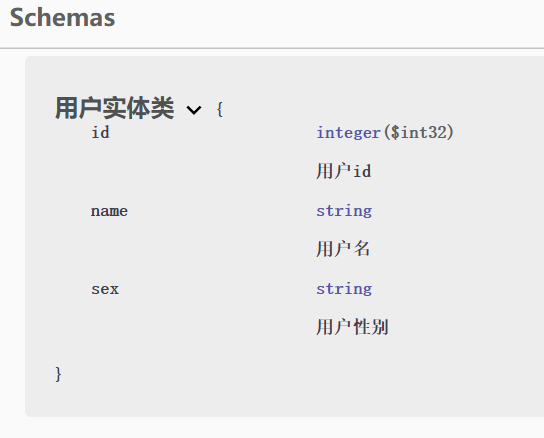 Schemas
用户实体类 {
id integer($int32)
用户id
name string
用户名
sex string
用户性别
}